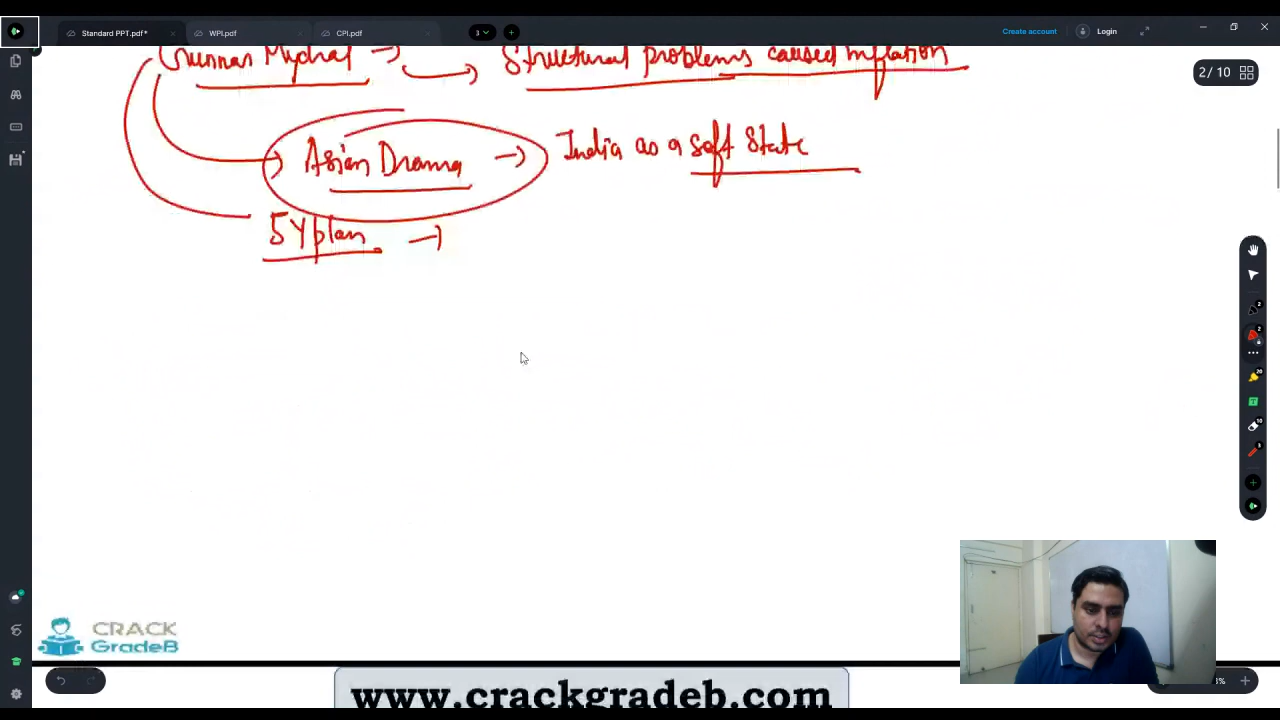 Standard PPT.pdf*
WPI.pdf
CPI.pdf
3
Create account
Login
Gunnar Myrdal → Structural problems caused inflation
2 / 10
Asian Drama → India as a soft State
5Y plan. →
CRACK
GradeB
www.crackgradeb.com